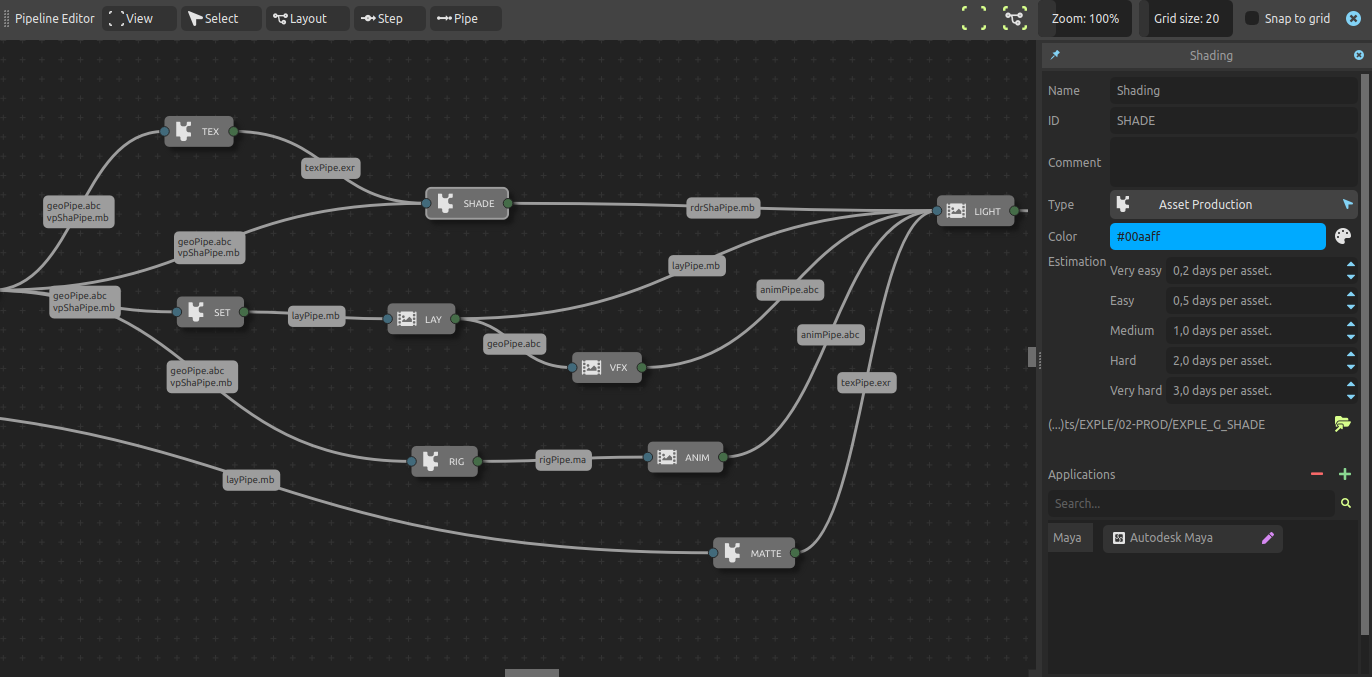 Pipeline Editor
View
Select
Layout
Step
Pipe
Zoom: 100%
Grid size: 20
Snap to grid
TEX
texPipe.exr
geoPipe.abc
vpShaPipe.mb
SHADE
rdrShaPipe.mb
LIGHT
geoPipe.abc
vpShaPipe.mb
layPipe.mb
geoPipe.abc
vpShaPipe.mb
SET
layPipe.mb
LAY
animPipe.abc
geoPipe.abc
animPipe.abc
geoPipe.abc
vpShaPipe.mb
VFX
texPipe.exr
RIG
rigPipe.ma
ANIM
layPipe.mb
MATTE
Shading
Name
Shading
ID
SHADE
Comment
Type
Asset Production
Color
#00aaff
Estimation
Very easy
0,2 days per asset.
Easy
0,5 days per asset.
Medium
1,0 days per asset.
Hard
2,0 days per asset.
Very hard
3,0 days per asset.
(...)ts/EXPLE/02-PROD/EXPLE_G_SHADE
Applications
Search...
Maya
Autodesk Maya